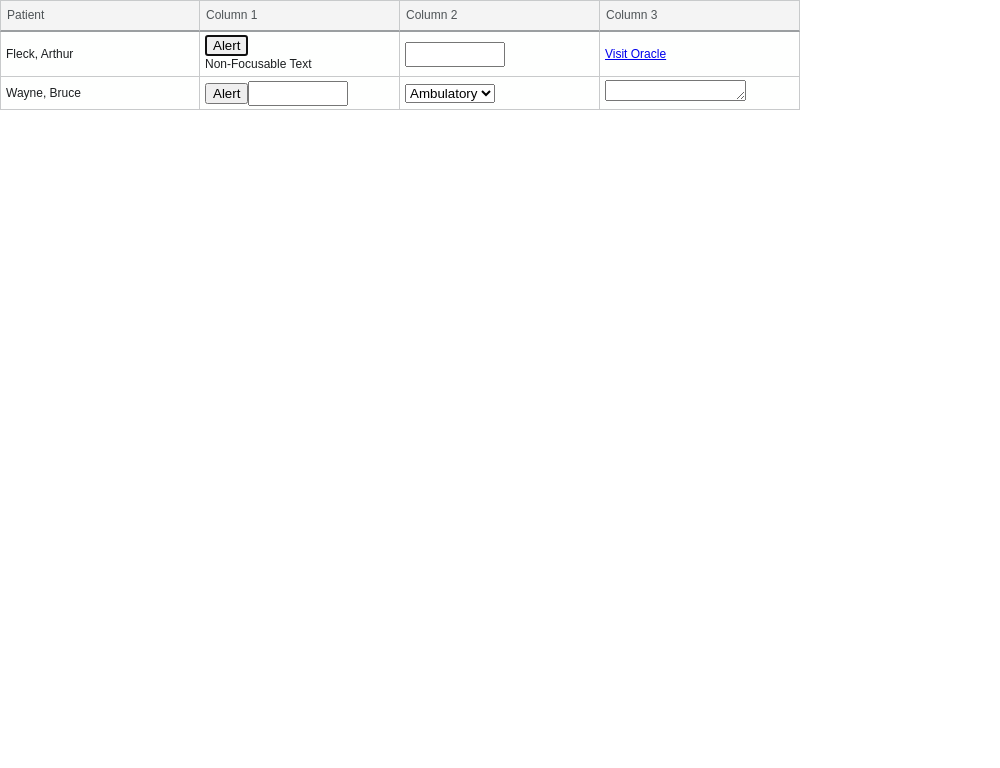 Patient Column 1 Column 2 Column 3
Fleck, Arthur Alert Visit Oracle
Non-Focusable Text
Wayne, Bruce Alert Ambulatory